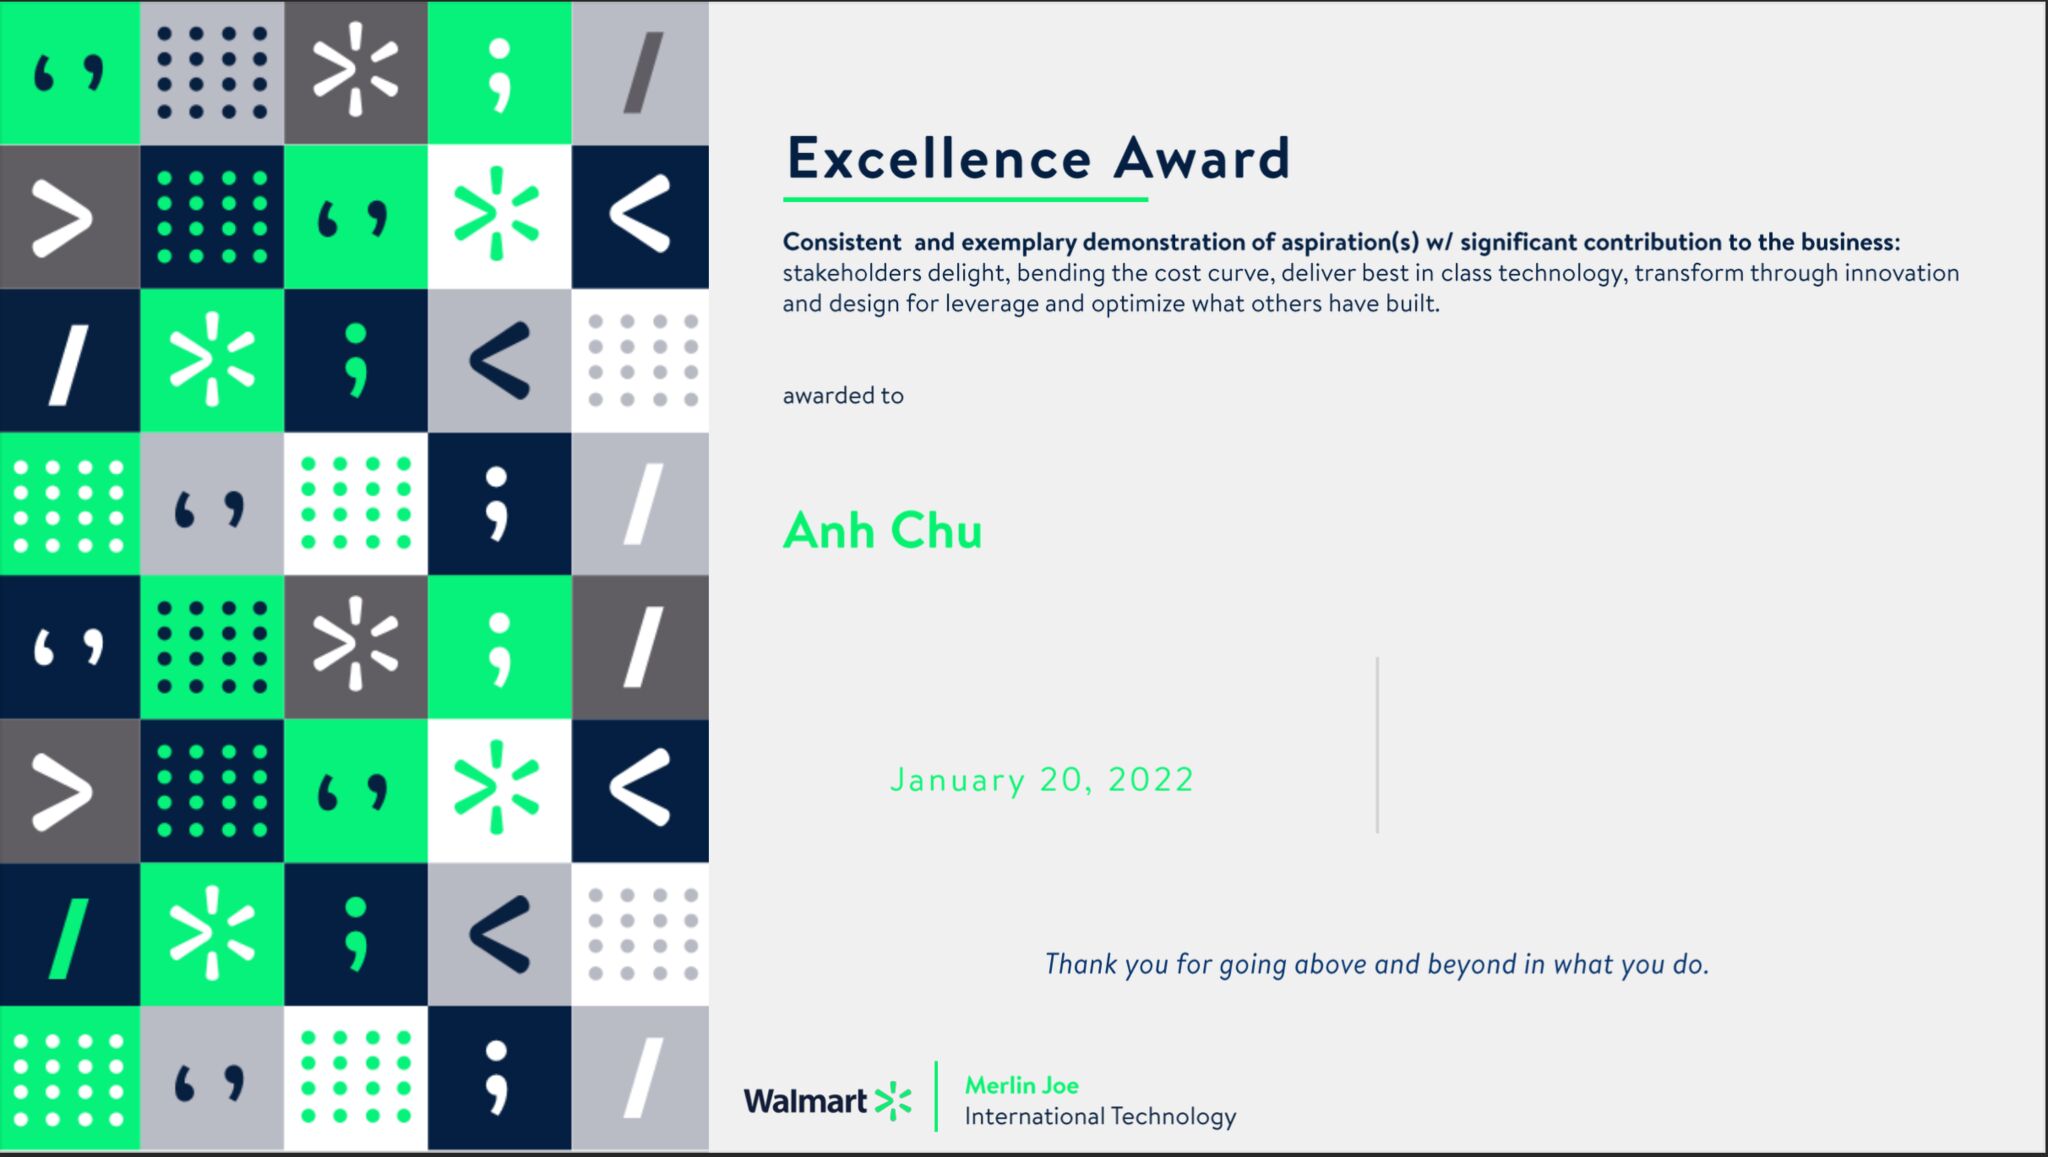 Excellence Award
Consistent  and exemplary demonstration of aspiration(s) w/ significant contribution to the business:
stakeholders delight, bending the cost curve, deliver best in class technology, transform through innovation
and design for leverage and optimize what others have built.
awarded to
Anh Chu
January 20, 2022
Thank you for going above and beyond in what you do.
Walmart
Merlin Joe
International Technology